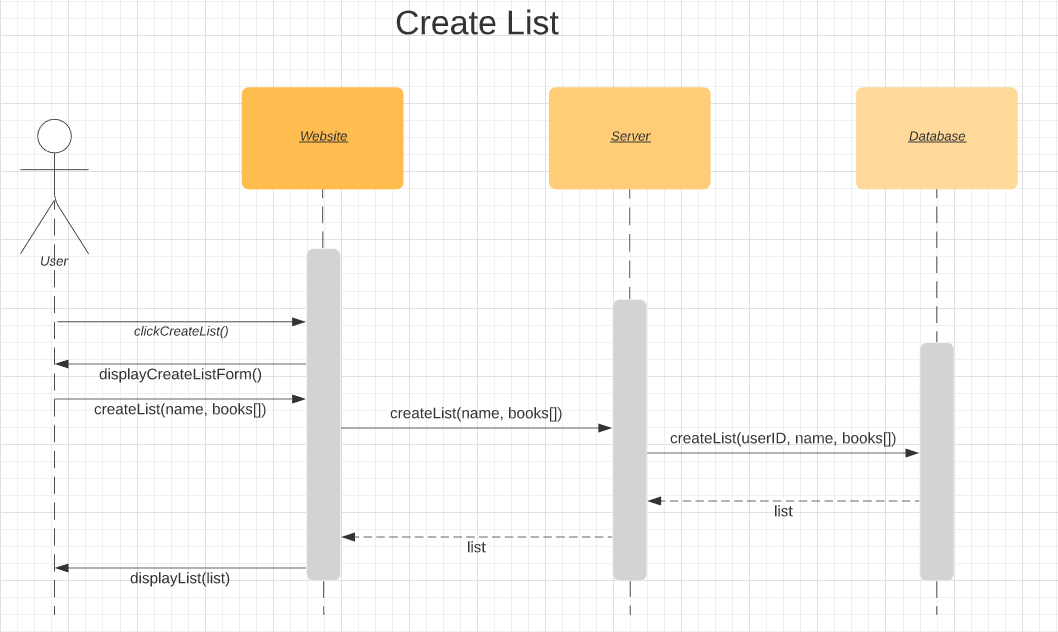 Create List
Website
Server
Database
User
clickCreateList()
displayCreateListForm()
createList(name, books[])
createList(name, books[])
createList(userID, name, books[])
list
list
displayList(list)